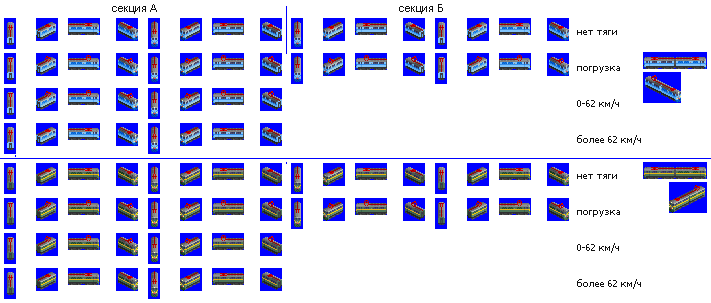 секция А
секция Б
нет тяги
погрузка
0-62 км/ч
более 62 км/ч
нет тяги
погрузка
0-62 км/ч
более 62 км/ч